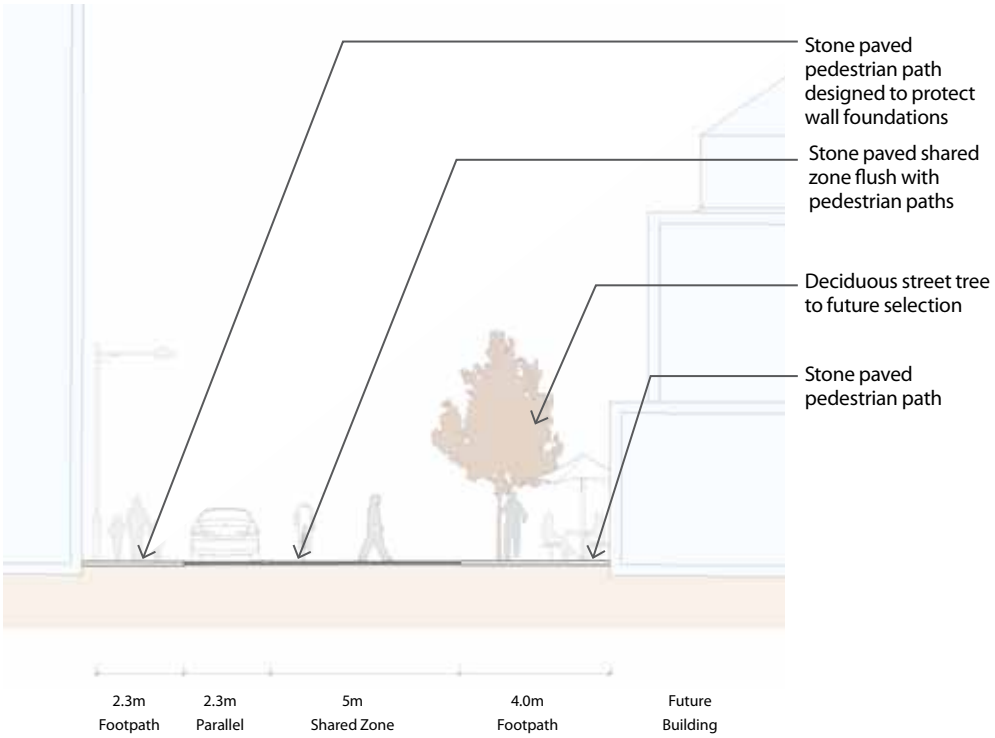 Stone paved
pedestrian path
designed to protect
wall foundations
Stone paved shared
zone flush with
pedestrian paths
Deciduous street tree
to future selection
Stone paved
pedestrian path
2.3m
Footpath
2.3m
Parallel
5m
Shared Zone
4.0m
Footpath
Future
Building